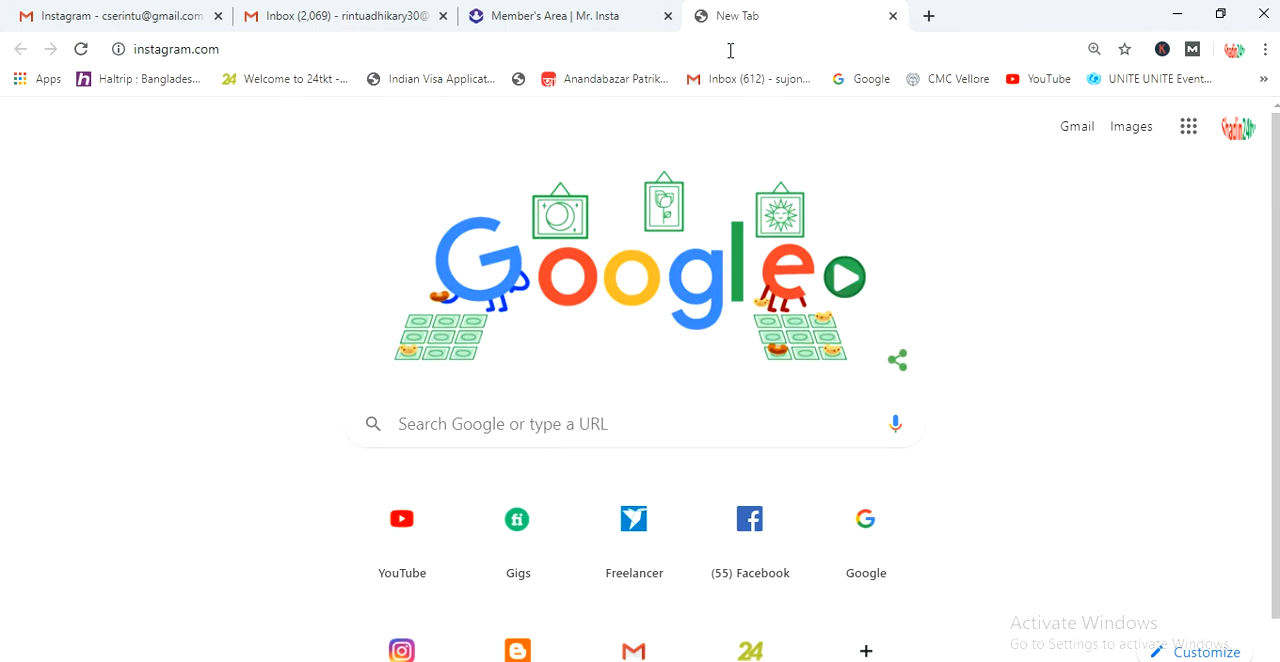 Instagram - cserintu@gmail.com
Inbox (2,069) - rintuadhikary30@
Member's Area | Mr. Insta
New Tab
instagram.com
K
M
Apps
Haltrip ; Banglades...
24 Welcome to 24tkt -...
Indian Visa Applicat...
Anandabazar Patrik...
Inbox (612) - sujon...
Google
CMC Vellore
YouTube
UNITE UNITE Event...
»
Gmail
Images
Google
Search Google or type a URL
YouTube
Gigs
Freelancer
(55) Facebook
Google
24
Activate Windows
Go to Settings to activate Windows.
Customize